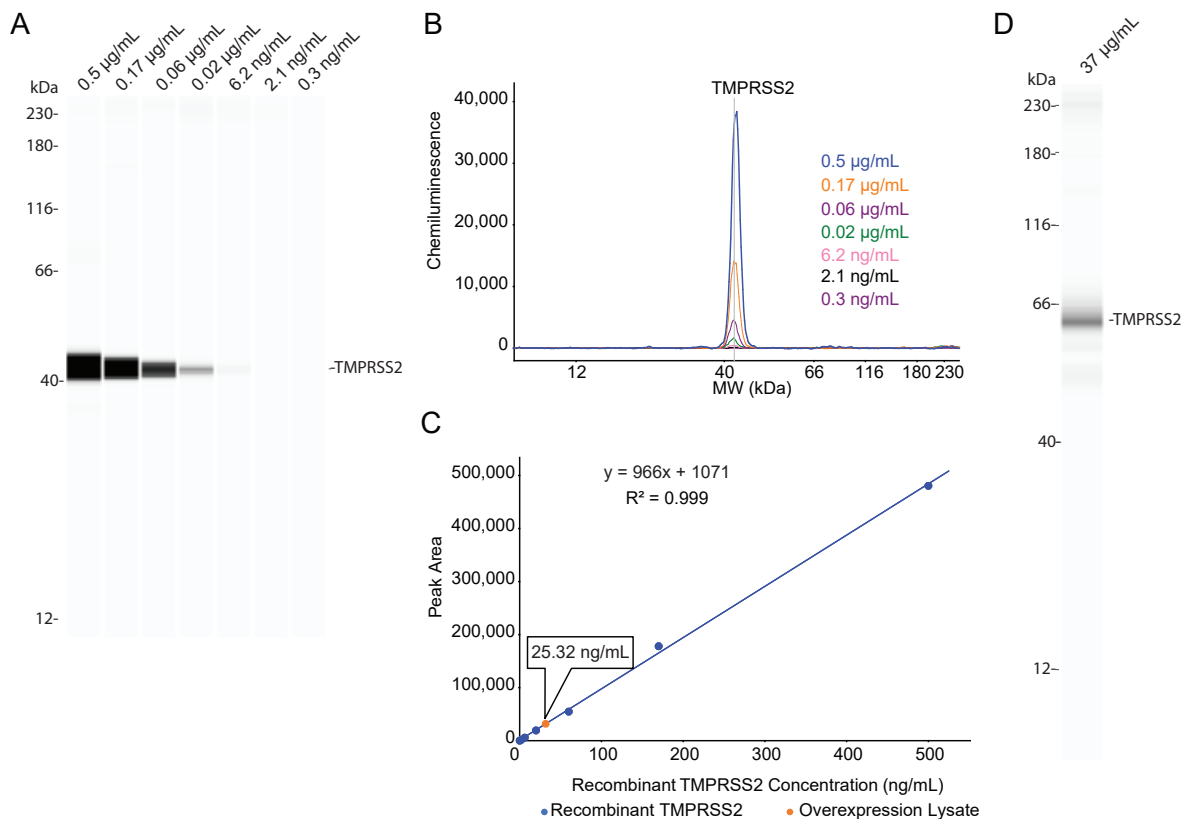 A
0.5 µg/mL
0.17 µg/mL
0.06 µg/mL
0.02 µg/mL
6.2 ng/mL
2.1 ng/mL
0.3 ng/mL
kDa
230-
180-
116-
66-
40-
12-
-TMPRSS2
B
TMPRSS2
Chemiluminescence
40,000
30,000
20,000
10,000
0
12
40
66
116
180
230
MW (kDa)
0.5 µg/mL
0.17 µg/mL
0.06 µg/mL
0.02 µg/mL
6.2 ng/mL
2.1 ng/mL
0.3 ng/mL
C
y = 966x + 1071
R² = 0.999
Peak Area
500,000
400,000
300,000
200,000
100,000
0
25.32 ng/mL
100
200
300
400
500
Recombinant TMPRSS2 Concentration (ng/mL)
Recombinant TMPRSS2
Overexpression Lysate
D
37 µg/mL
kDa
230-
180-
116-
66-
40-
12-
-TMPRSS2